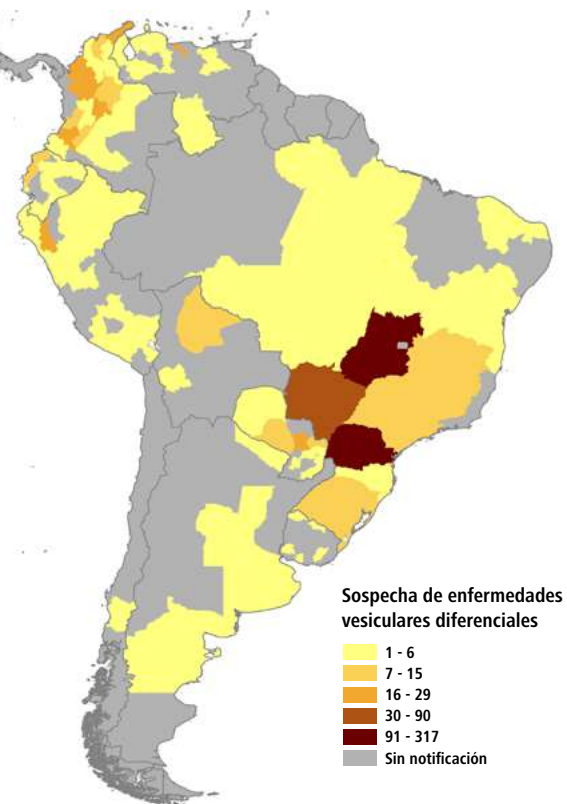 Sospecha de enfermedades
vesiculares diferenciales
1 - 6
7 - 15
16 - 29
30 - 90
91 - 317
Sin notificación